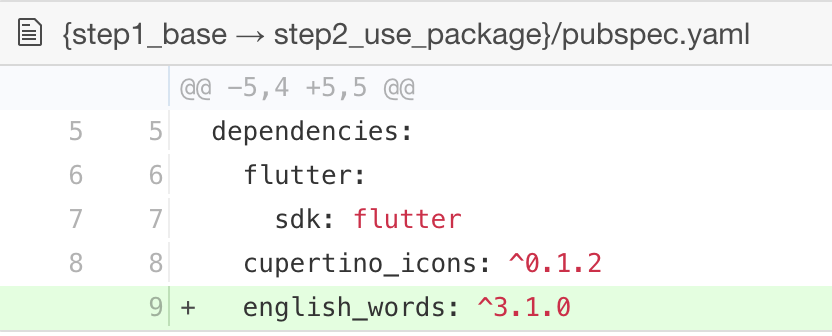 {step1_base → step2_use_package}/pubspec.yaml
@@ -5,4 +5,5 @@
5 5 dependencies:
6 6 flutter:
7 7 sdk: flutter
8 8 cupertino_icons: ^0.1.2
9 + english_words: ^3.1.0